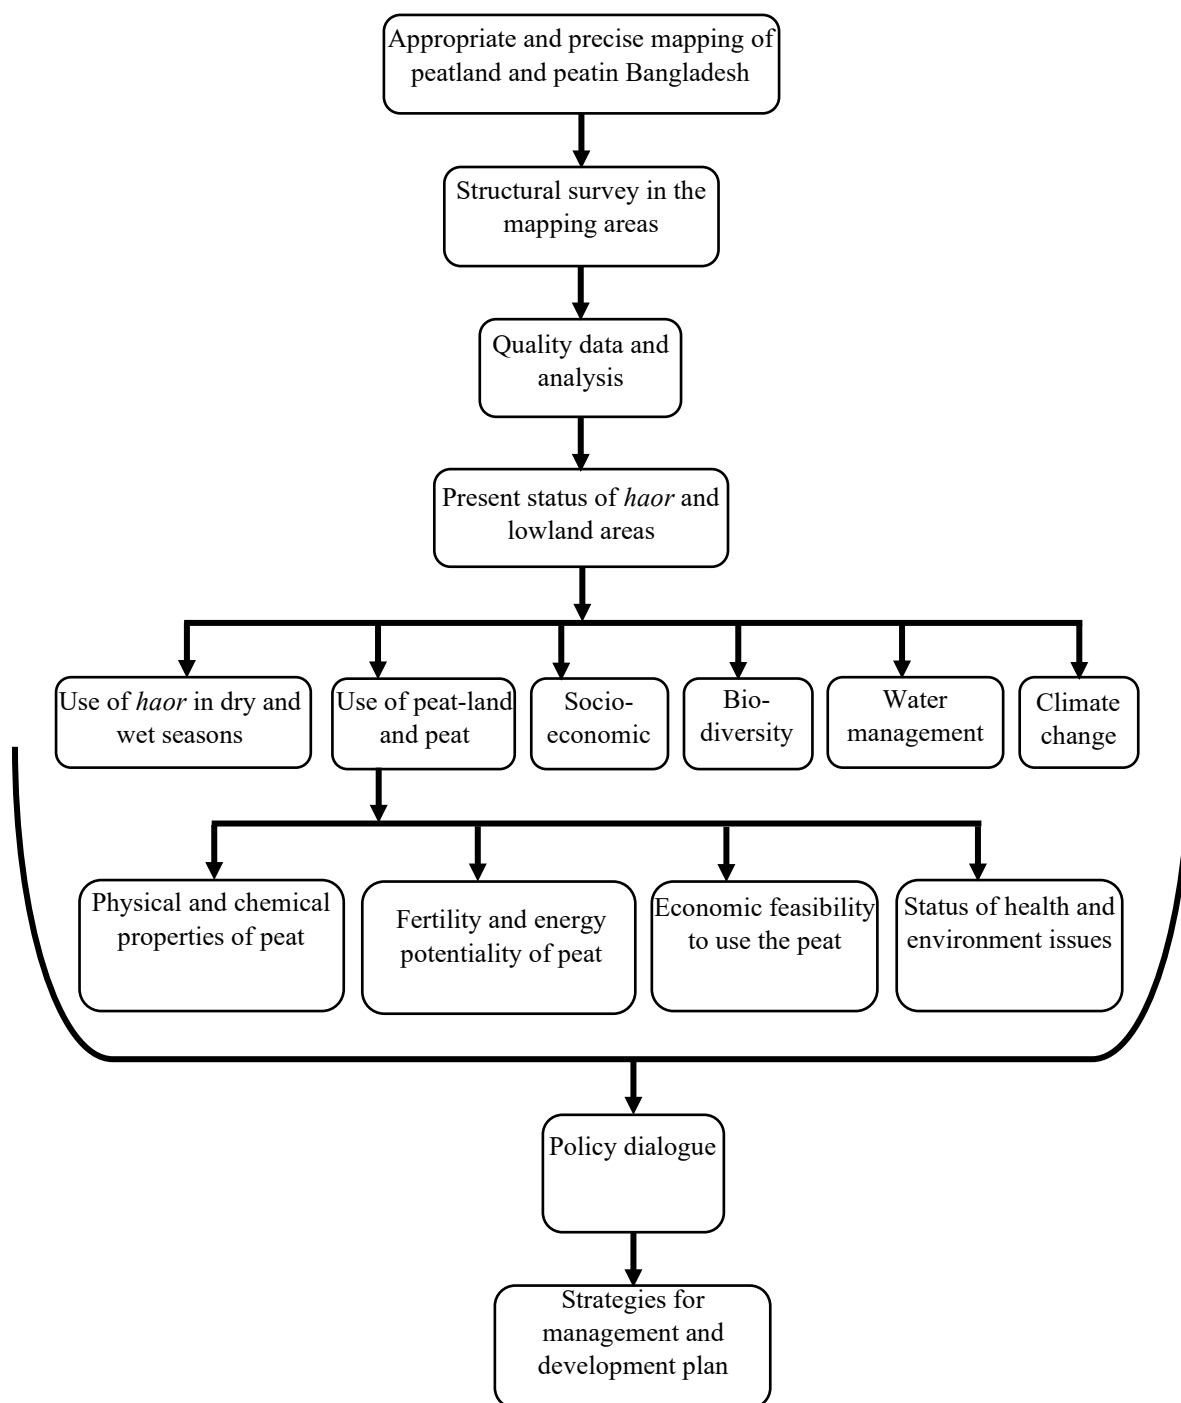 Appropriate and precise mapping of
peatland and peatin Bangladesh
Structural survey in the
mapping areas
Quality data and
analysis
Present status of haor and
lowland areas
Use of haor in dry and
wet seasons
Use of peat-land
and peat
Socio-
economic
Bio-
diversity
Water
management
Climate
change
Physical and chemical
properties of peat
Fertility and energy
potentiality of peat
Economic feasibility
to use the peat
Status of health and
environment issues
Policy dialogue
Strategies for
management and
development plan